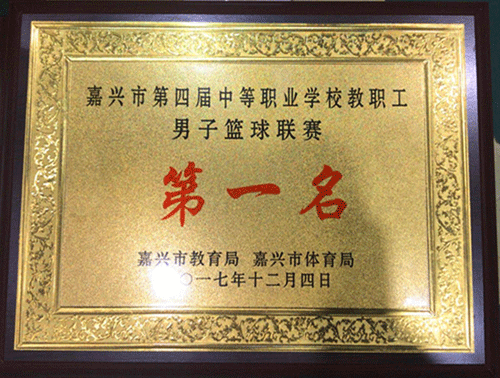 嘉兴市第四届中等职业学校教职工
男子篮球联赛
第一名
嘉兴市教育局 嘉兴市体育局
〇一七年十二月四日